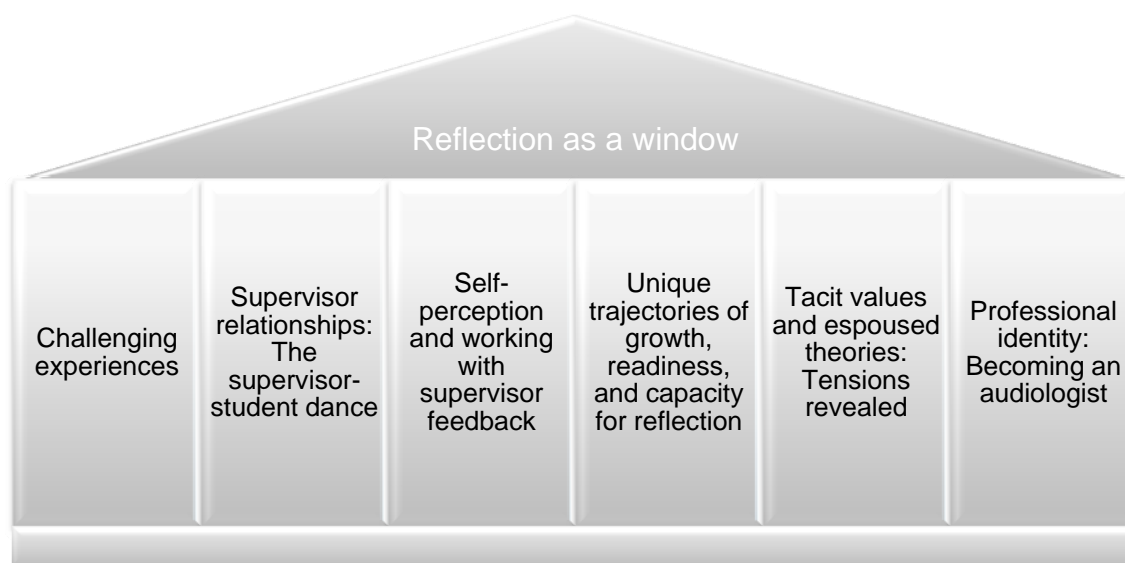 Reflection as a window
Challenging
experiences
Supervisor
relationships:
The
supervisor-
student dance
Self-
perception
and working
with
supervisor
feedback
Unique
trajectories of
growth,
readiness,
and capacity
for reflection
Tacit values
and espoused
theories:
Tensions
revealed
Professional
identity:
Becoming an
audiologist